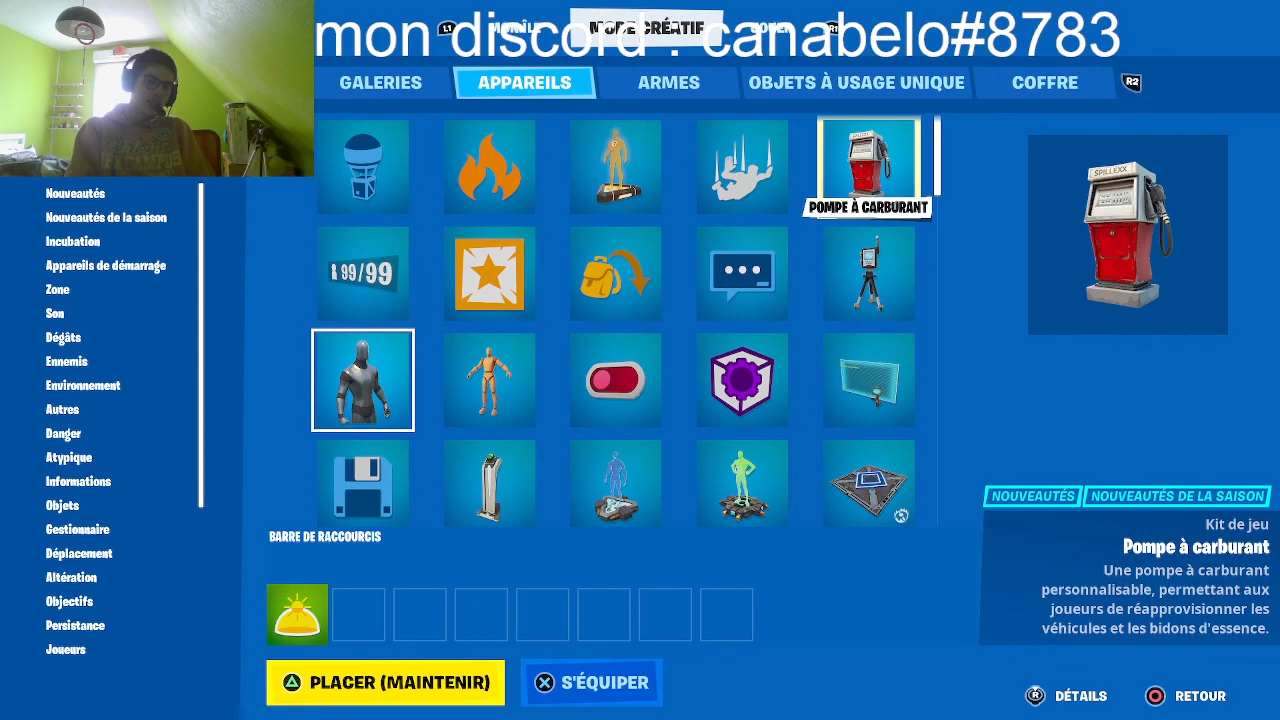 mon discord : canabelo#8783
L1
MODE CRÉATIF
GALERIES
APPAREILS
ARMES
OBJETS À USAGE UNIQUE
COFFRE
R2
Nouveautés
Nouveautés de la saison
Incubation
Appareils de démarrage
Zone
Son
Dégâts
Ennemis
Environnement
Autres
Danger
Atypique
Informations
Objets
Gestionnaire
Déplacement
Altération
Objectifs
Persistance
Joueurs
SPILLEXX
POMPE À CARBURANT
99/99
BARRE DE RACCOURCIS
PLACER (MAINTENIR)
S'ÉQUIPER
SPILLEXX
NOUVEAUTÉS
NOUVEAUTÉS DE LA SAISON
Kit de jeu
Pompe à carburant
Une pompe à carburant
personnalisable, permettant aux
joueurs de réapprovisionner les
véhicules et les bidons d'essence.
R
DÉTAILS
RETOUR